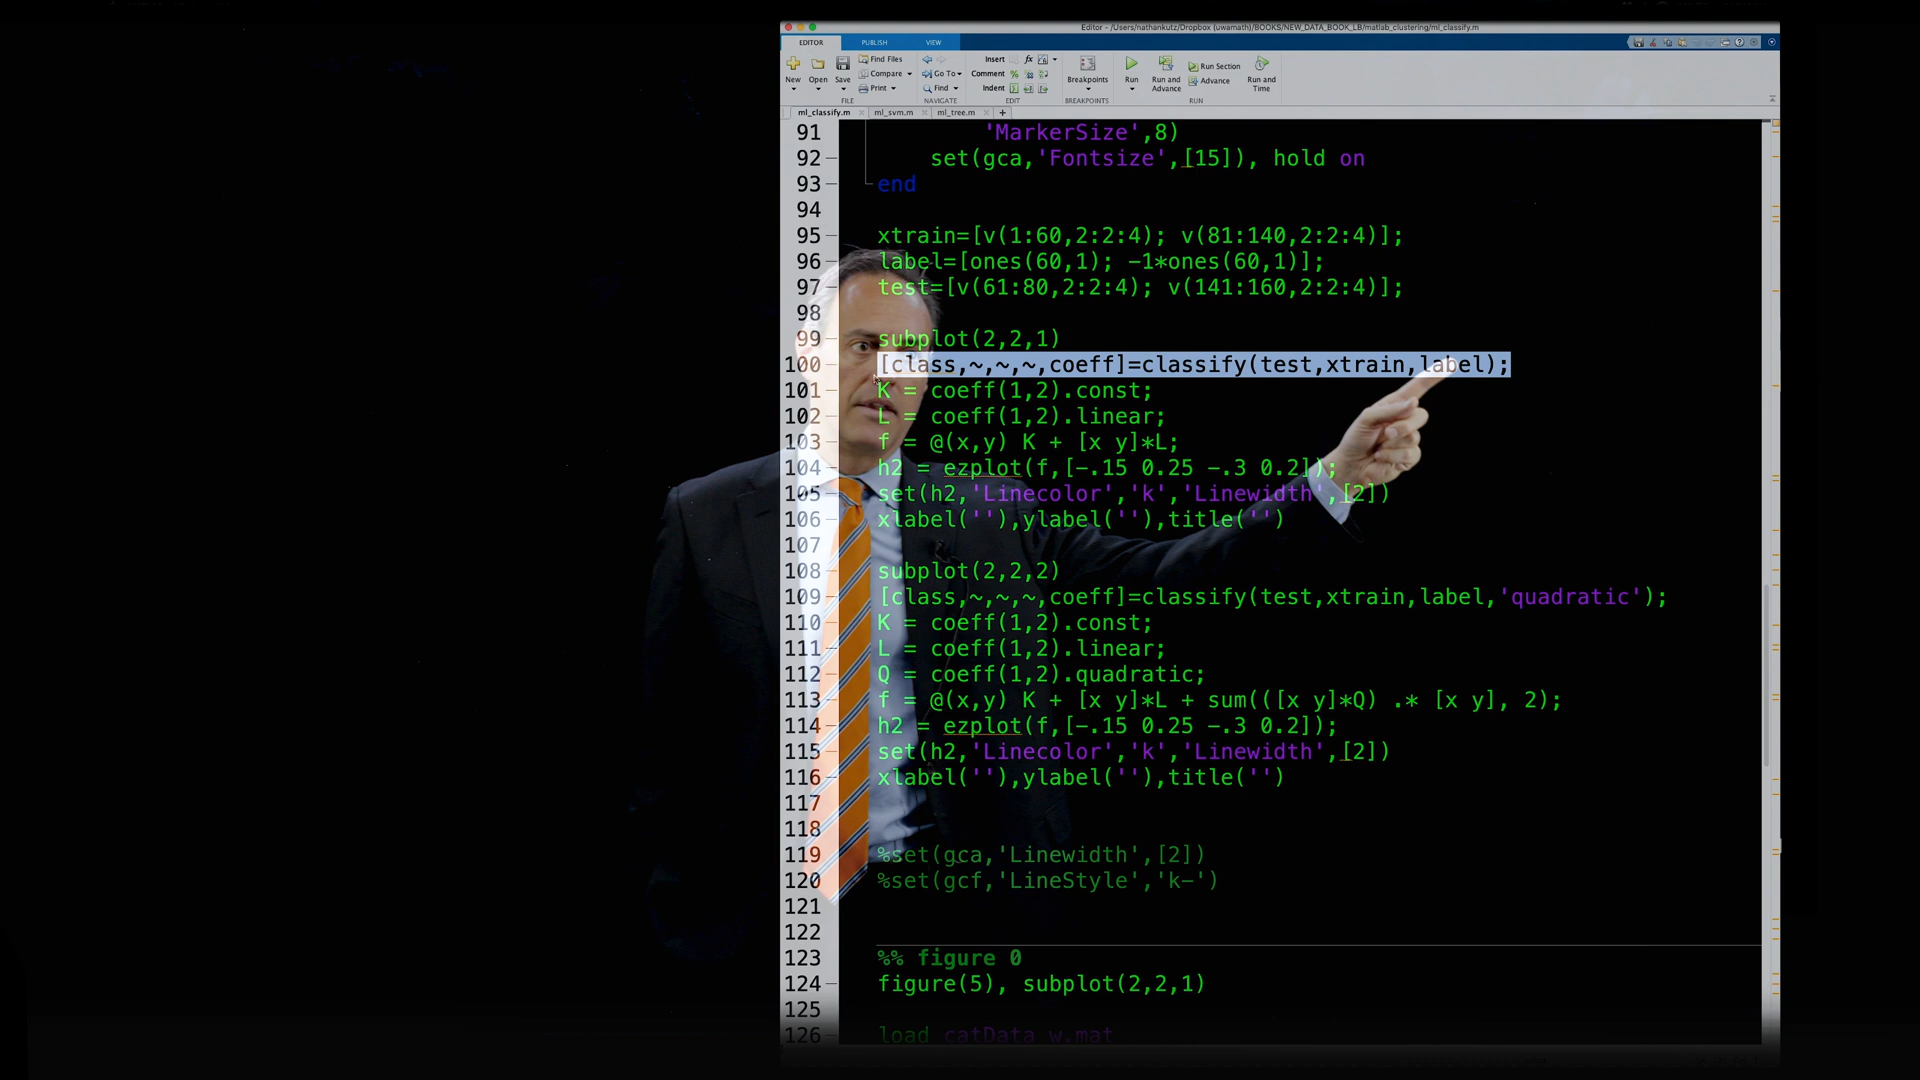 Editor - /Users/nathankutz/Dropbox (uwamath)/BOOKS/NEW_DATA_BOOK_LB/matlab_clustering/ml_classify.m
EDITOR PUBLISH VIEW
New Open Save Find Files Compare Print Go To Find Insert fx Comment Indent Breakpoints Run Run and Advance Run Section Advance Run and Time
FILE NAVIGATE EDIT BREAKPOINTS RUN
ml_classify.m ml_svm.m ml_tree.m +
91 'MarkerSize',8)
92 set(gca,'Fontsize',[15]), hold on
93 end
94
95 xtrain=[v(1:60,2:2:4); v(81:140,2:2:4)];
96 label=[ones(60,1); -1*ones(60,1)];
97 test=[v(61:80,2:2:4); v(141:160,2:2:4)];
98
99 subplot(2,2,1)
100 [class,~,~,~,coeff]=classify(test,xtrain,label);
101 K = coeff(1,2).const;
102 L = coeff(1,2).linear;
103 f = @(x,y) K + [x y]*L;
104 h2 = ezplot(f,[-.15 0.25 -.3 0.2]);
105 set(h2,'Linecolor','k','Linewidth',[2])
106 xlabel(''),ylabel(''),title('')
107
108 subplot(2,2,2)
109 [class,~,~,~,coeff]=classify(test,xtrain,label,'quadratic');
110 K = coeff(1,2).const;
111 L = coeff(1,2).linear;
112 Q = coeff(1,2).quadratic;
113 f = @(x,y) K + [x y]*L + sum(([x y]*Q) .* [x y], 2);
114 h2 = ezplot(f,[-.15 0.25 -.3 0.2]);
115 set(h2,'Linecolor','k','Linewidth',[2])
116 xlabel(''),ylabel(''),title('')
117
118
119 %set(gca,'Linewidth',[2])
120 %set(gcf,'LineStyle','k-')
121
122
123 %% figure 0
124 figure(5), subplot(2,2,1)
125
126 load catData_w.mat